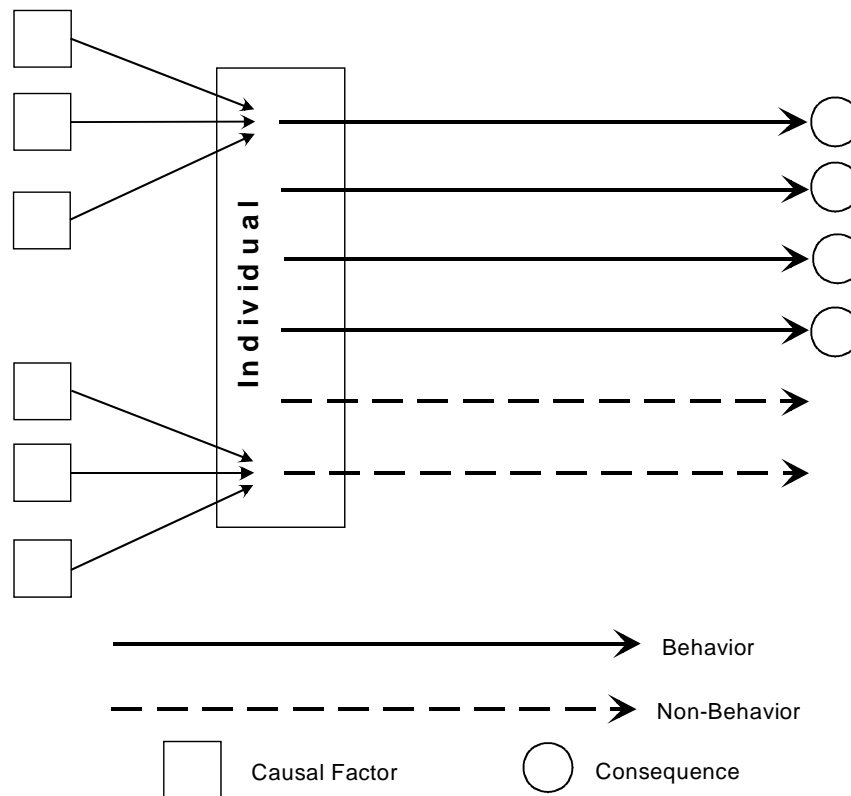 Individual
Behavior
Non-Behavior
Causal Factor
Consequence